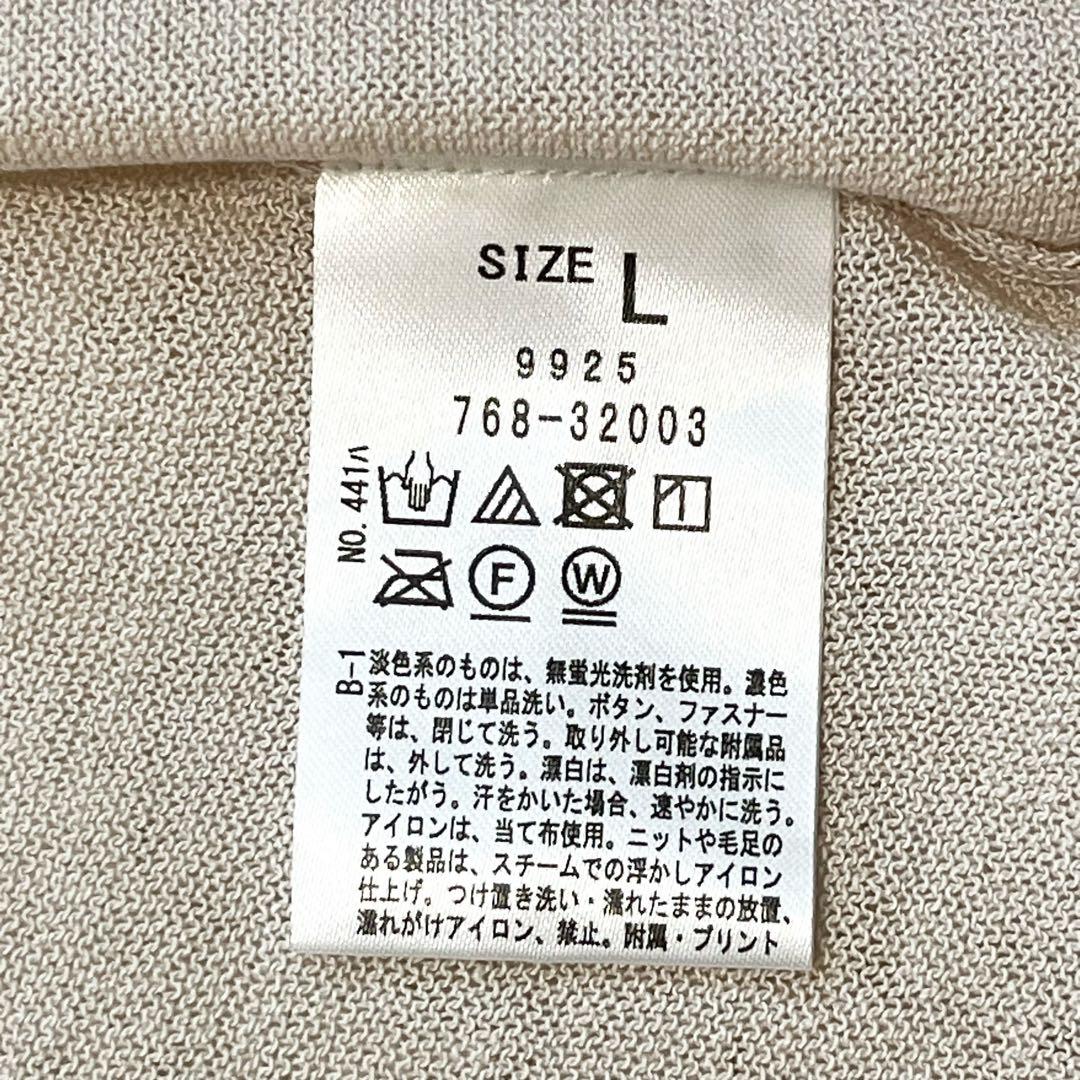 SIZE L
9925
768-32003
NO. 441ハ
F
W
B-1
淡色系のものは、無蛍光洗剤を使用。濃色
系のものは単品洗い。ボタン、ファスナー
等は、閉じて洗う。取り外し可能な附属品
は、外して洗う。漂白は、漂白剤の指示に
したがう。汗をかいた場合、速やかに洗う。
アイロンは、当て布使用。ニットや毛足の
ある製品は、スチームでの浮かしアイロン
仕上げ。つけ置き洗い・濡れたままの放置、
濡れがけアイロン、禁止。附属・プリント